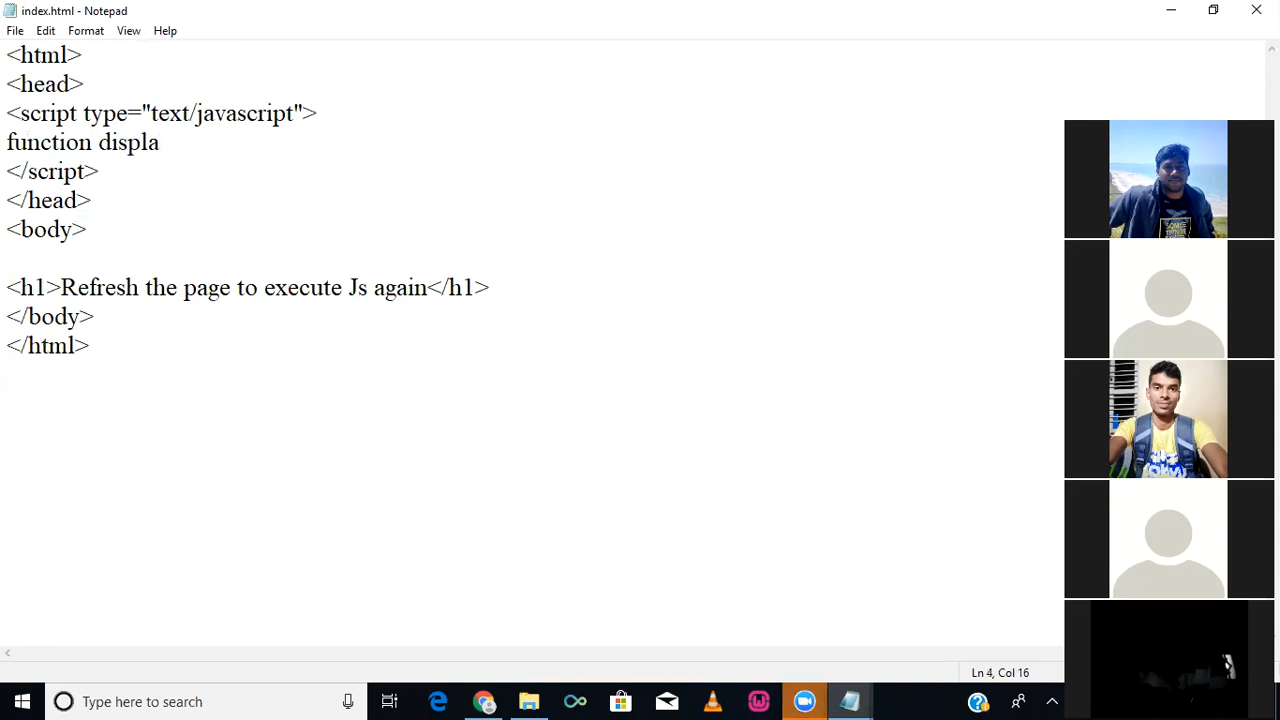 index.html - Notepad
File Edit Format View Help
<html>
<head>
<script type="text/javascript">
function displa
</script>
</head>
<body>
<h1>Refresh the page to execute Js again</h1>
</body>
</html>
Ln 4, Col 16
Type here to search